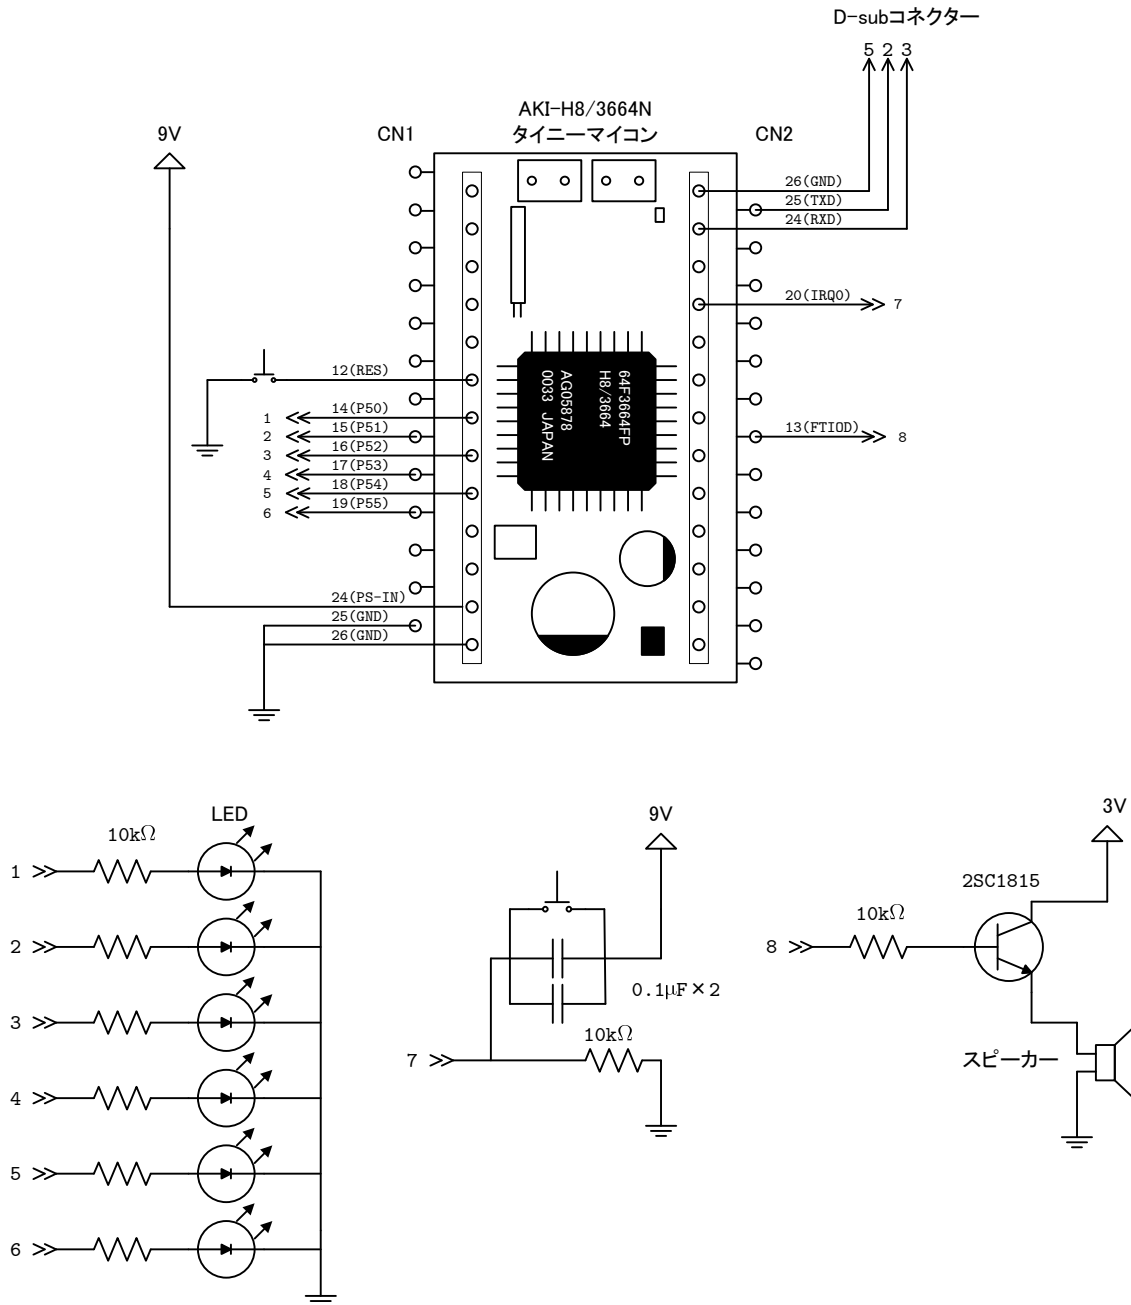 D-subコネクター
5 2 3
AKI-H8/3664N
タイニーマイコン
9V
CN1
CN2
26(GND)
25(TXD)
24(RXD)
20(IRQ0)
7
12(RES)
1
14(P50)
2
15(P51)
3
16(P52)
4
17(P53)
5
18(P54)
6
19(P55)
64F3664FP
H8/3664
AG05878
0033 JAPAN
13(FTIOD)
8
24(PS-IN)
25(GND)
26(GND)
LED
10kΩ
1
2
3
4
5
6
9V
0.1μF×2
10kΩ
7
3V
2SC1815
10kΩ
8
スピーカー